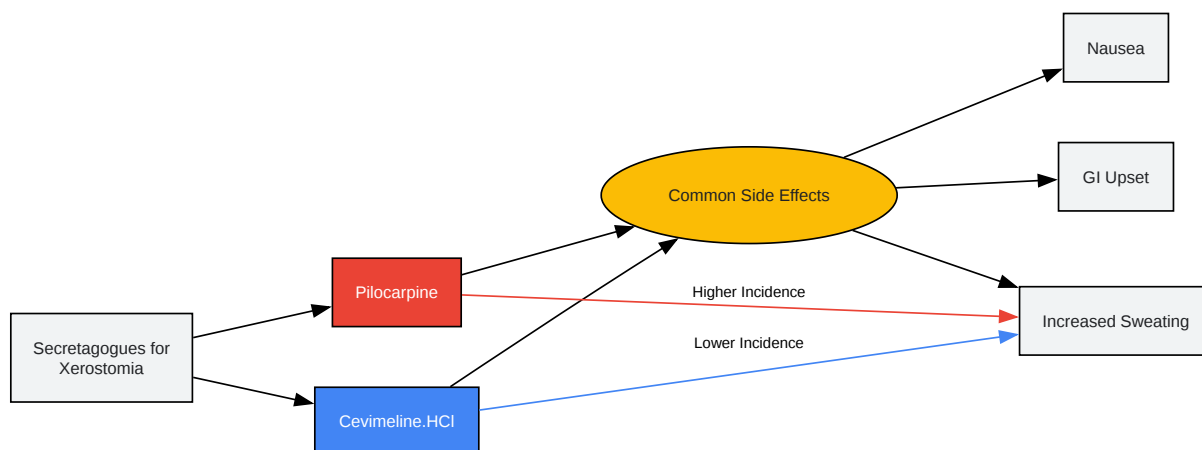 Nausea
GI Upset
Common Side Effects
Pilocarpine
Higher Incidence
Increased Sweating
Secretagogues for
Xerostomia
Lower Incidence
Cevimeline.HCl